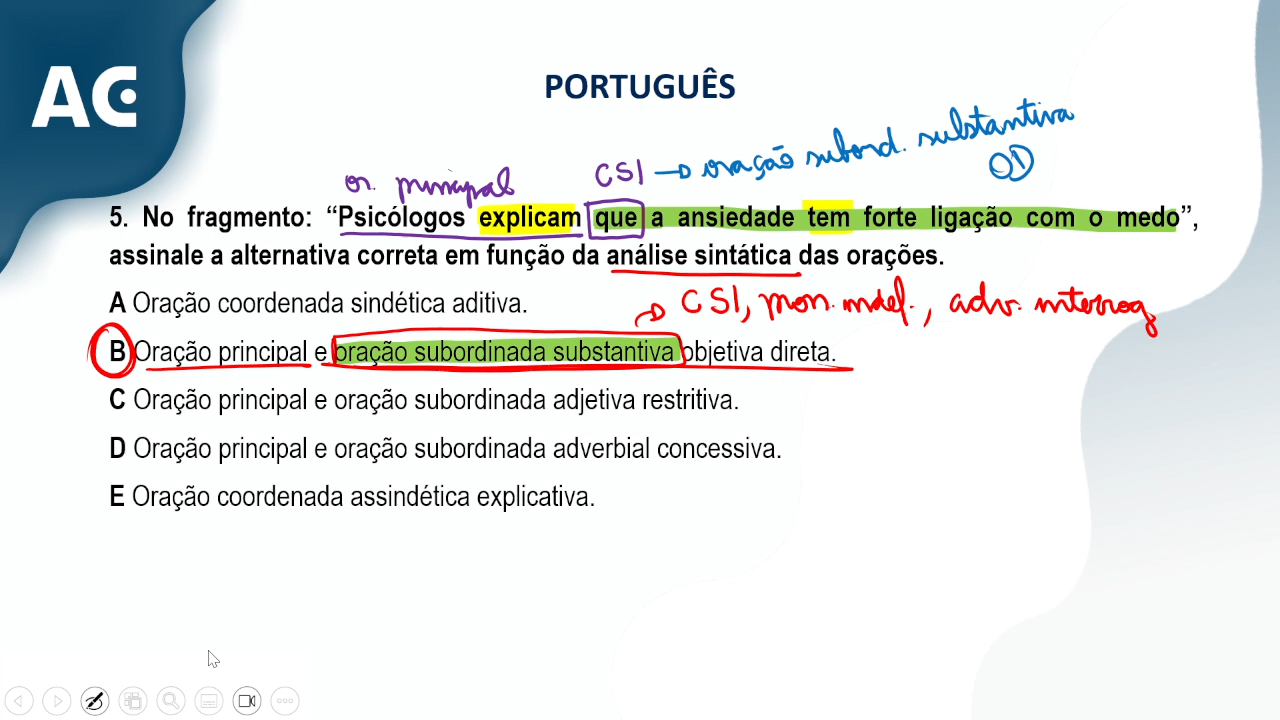 AC
PORTUGUÊS
or. principal CSI → oração subord. substantiva
OD
5. No fragmento: “Psicólogos explicam que a ansiedade tem forte ligação com o medo”,
assinale a alternativa correta em função da análise sintática das orações.
A Oração coordenada sindética aditiva.
→ CSI, pron. indef., adv. interrog
B Oração principal e oração subordinada substantiva objetiva direta.
C Oração principal e oração subordinada adjetiva restritiva.
D Oração principal e oração subordinada adverbial concessiva.
E Oração coordenada assindética explicativa.